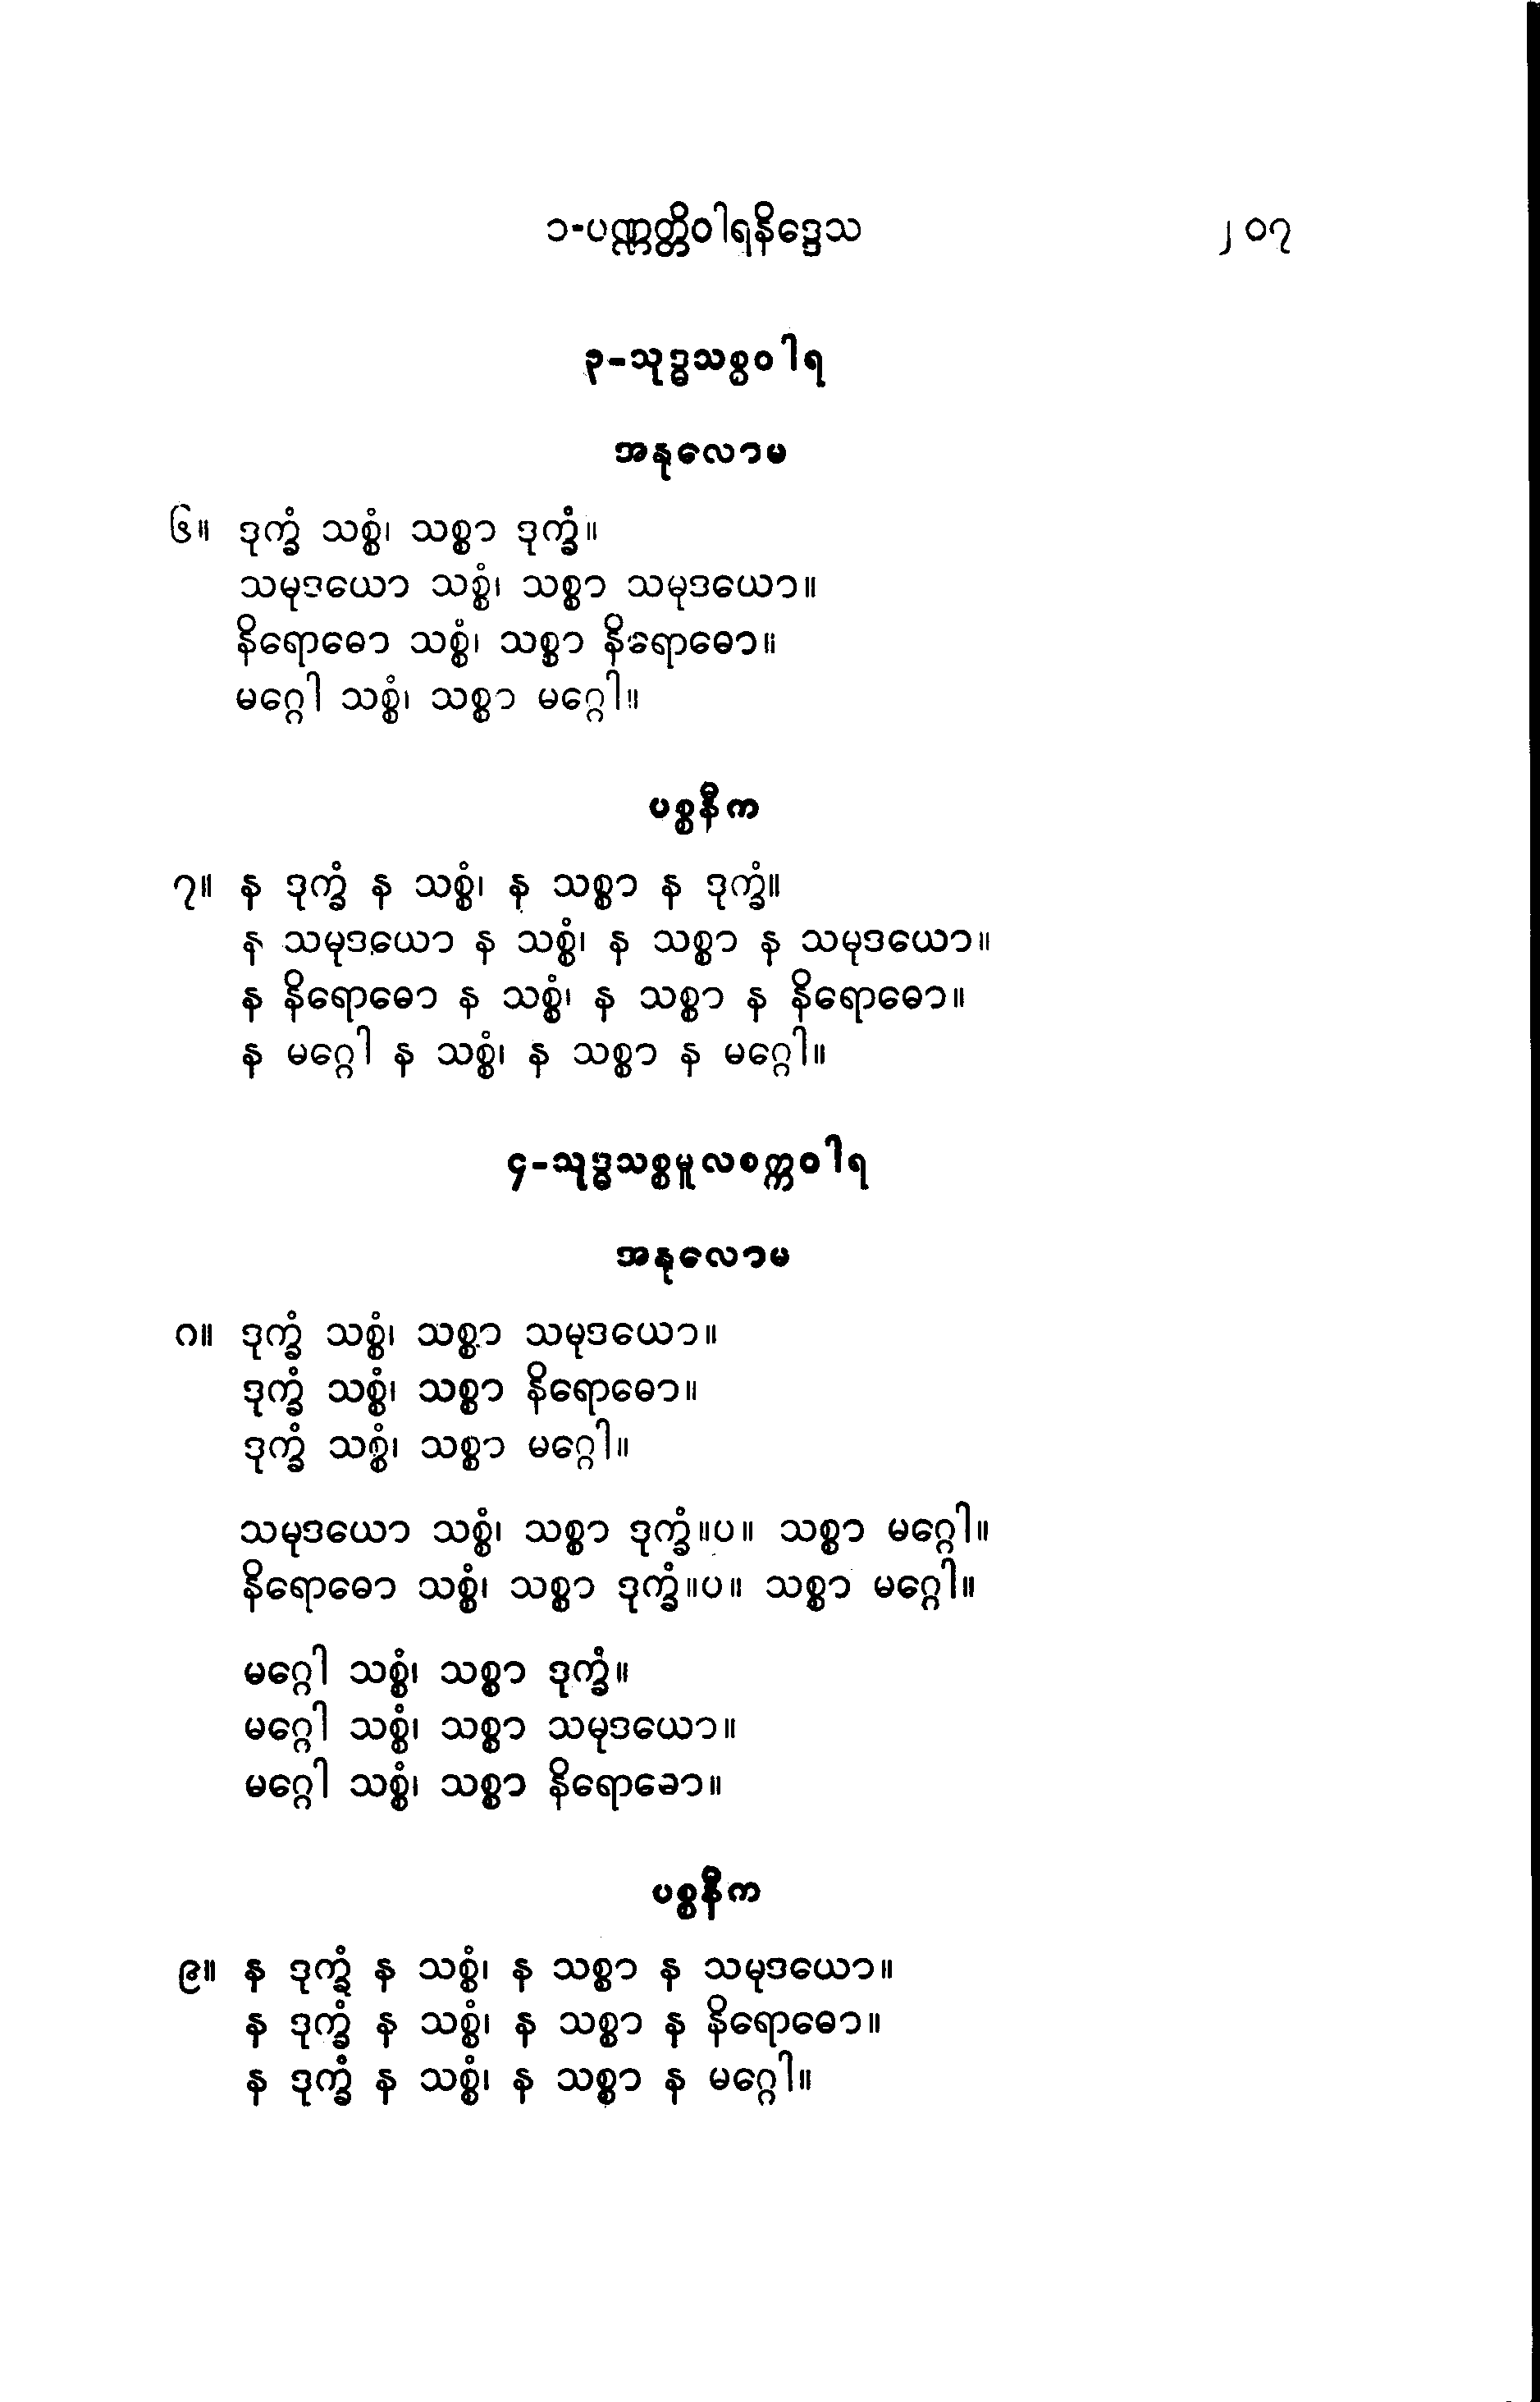 ၁-ပဏ္ဏတ္တိဝါရနိဒ္ဒေသ ၂၀၇
၃-သုဒ္ဓသစ္စဝါရ
အနုလောမ
၆။ ဒုက္ခံ သစ္စံ၊ သစ္စာ ဒုက္ခံ။
သမုဒယော သစ္စံ၊ သစ္စာ သမုဒယော။
နိရောဓော သစ္စံ၊ သစ္စာ နိရောဓော။
မဂ္ဂေါ သစ္စံ၊ သစ္စာ မဂ္ဂေါ။
ပစ္စနီက
၇။ န ဒုက္ခံ န သစ္စံ၊ န သစ္စာ န ဒုက္ခံ။
န သမုဒယော န သစ္စံ၊ န သစ္စာ န သမုဒယော။
န နိရောဓော န သစ္စံ၊ န သစ္စာ န နိရောဓော။
န မဂ္ဂေါ န သစ္စံ၊ န သစ္စာ န မဂ္ဂေါ။
၄-သုဒ္ဓသစ္စမူလစက္ကဝါရ
အနုလောမ
၈။ ဒုက္ခံ သစ္စံ၊ သစ္စာ သမုဒယော။
ဒုက္ခံ သစ္စံ၊ သစ္စာ နိရောဓော။
ဒုက္ခံ သစ္စံ၊ သစ္စာ မဂ္ဂေါ။
သမုဒယော သစ္စံ၊ သစ္စာ ဒုက္ခံ။ပ။ သစ္စာ မဂ္ဂေါ။
နိရောဓော သစ္စံ၊ သစ္စာ ဒုက္ခံ။ပ။ သစ္စာ မဂ္ဂေါ။
မဂ္ဂေါ သစ္စံ၊ သစ္စာ ဒုက္ခံ။
မဂ္ဂေါ သစ္စံ၊ သစ္စာ သမုဒယော။
မဂ္ဂေါ သစ္စံ၊ သစ္စာ နိရောဓော။
ပစ္စနီက
၉။ န ဒုက္ခံ န သစ္စံ၊ န သစ္စာ န သမုဒယော။
န ဒုက္ခံ န သစ္စံ၊ န သစ္စာ န နိရောဓော။
န ဒုက္ခံ န သစ္စံ၊ န သစ္စာ န မဂ္ဂေါ။